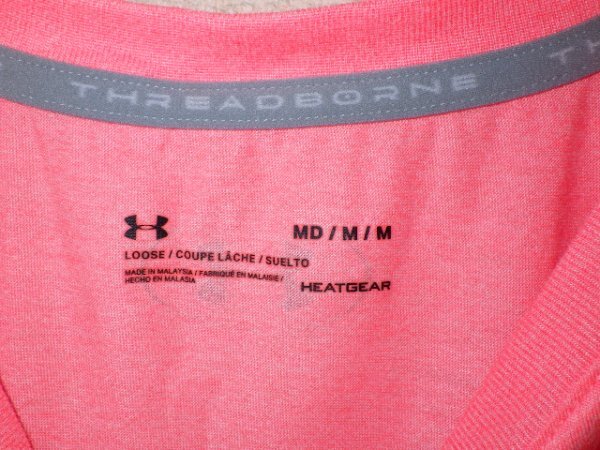 THREADBORNE
MD / M / M
LOOSE / COUPE LÂCHE / SUELTO
MADE IN MALAYSIA / FABRIQUÉ EN MALAISIE /
HECHO EN MALASIA
HEATGEAR